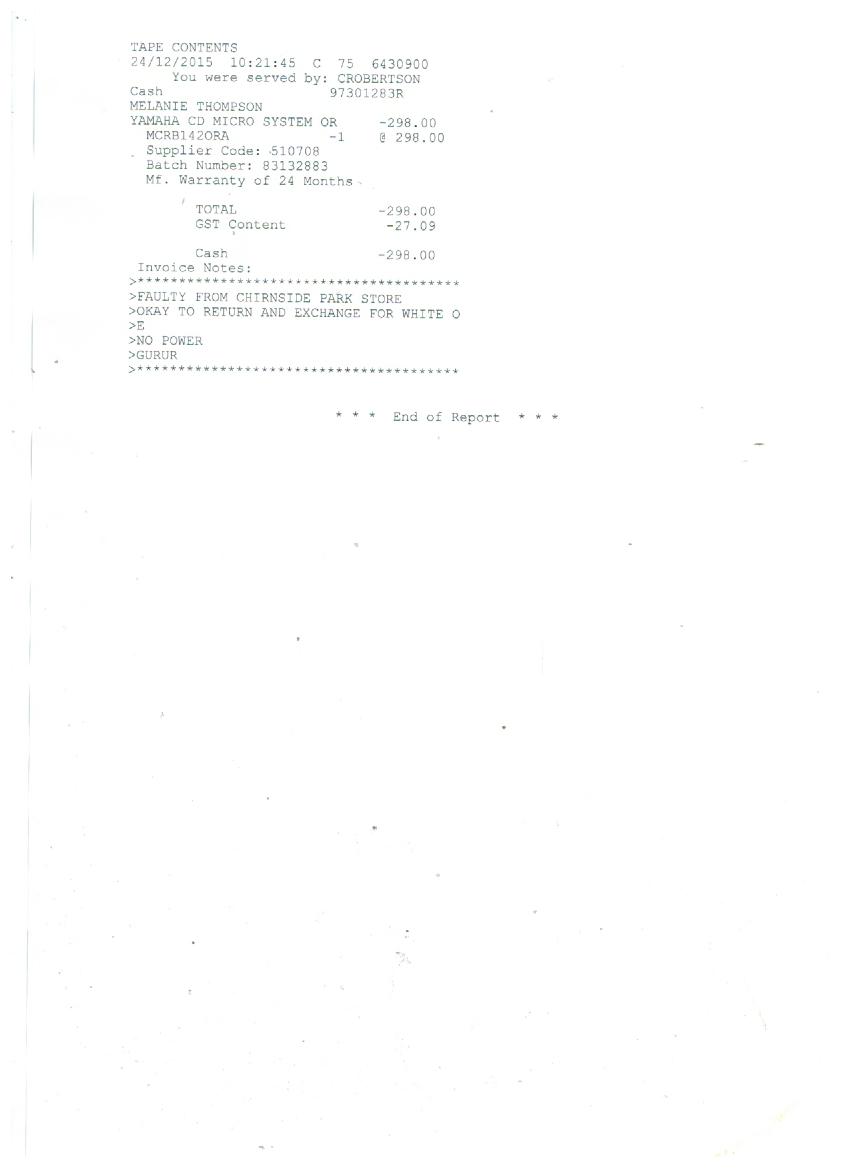 TAPE CONTENTS
24/12/2015 10:21:45 C 75 6430900
You were served by: CROBERTSON
Cash 97301283R
MELANIE THOMPSON
YAMAHA CD MICRO SYSTEM OR -298.00
MCRB142ORA -1 @ 298.00
Supplier Code: 510708
Batch Number: 83132883
Mf. Warranty of 24 Months
TOTAL -298.00
GST Content -27.09
Cash -298.00
Invoice Notes:
>***************************************
>FAULTY FROM CHIRNSIDE PARK STORE
>OKAY TO RETURN AND EXCHANGE FOR WHITE O
>E
>NO POWER
>GURUR
>***************************************
* * * End of Report * * *